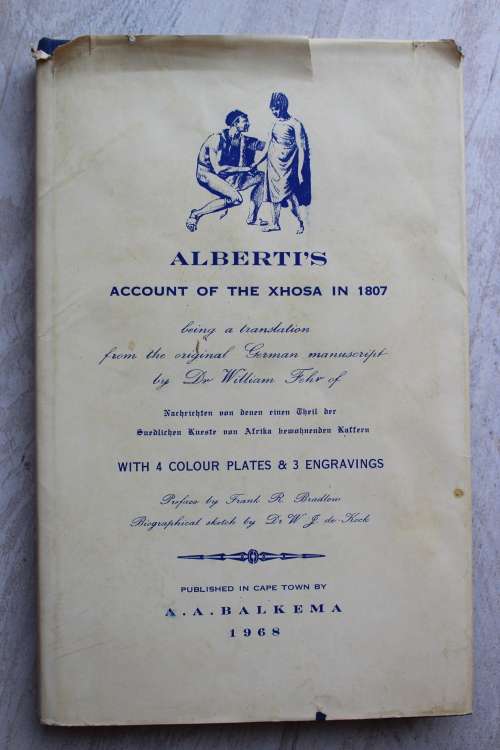 ALBERTI'S
ACCOUNT OF THE XHOSA IN 1807
being a translation
from the original German manuscript
by Dr William Fehr of
Nachrichten von denen einen Theil der
Suedlichen Kueste von Afrika bewohnenden Kaffern
WITH 4 COLOUR PLATES & 3 ENGRAVINGS
Preface by Frank R. Bradlow
Biographical sketch by Dr W. J. de Kock
PUBLISHED IN CAPE TOWN BY
A.A.BALKEMA
1968